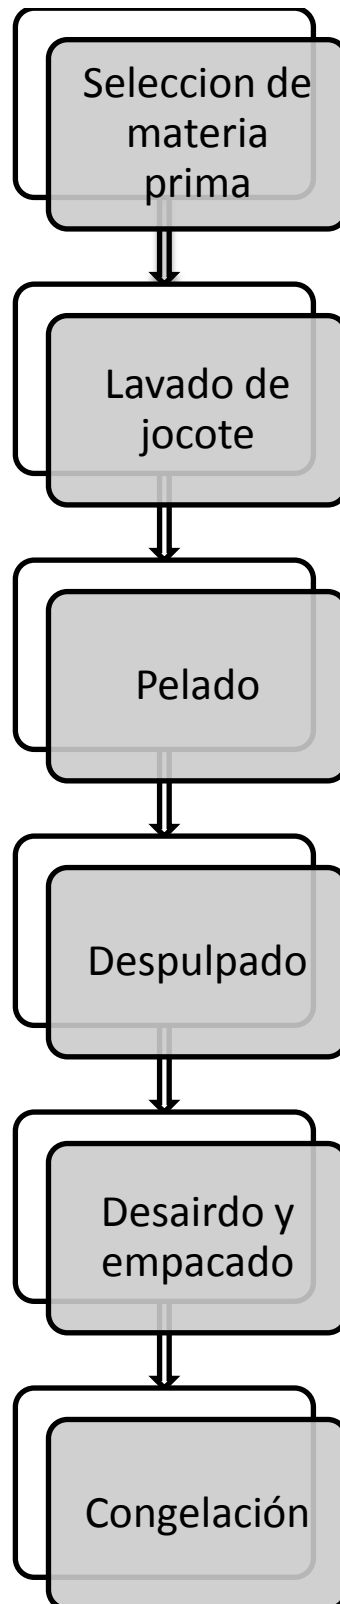 Seleccion de
materia
prima
Lavado de
jocote
Pelado
Despulpado
Desairdo y
empacado
Congelación